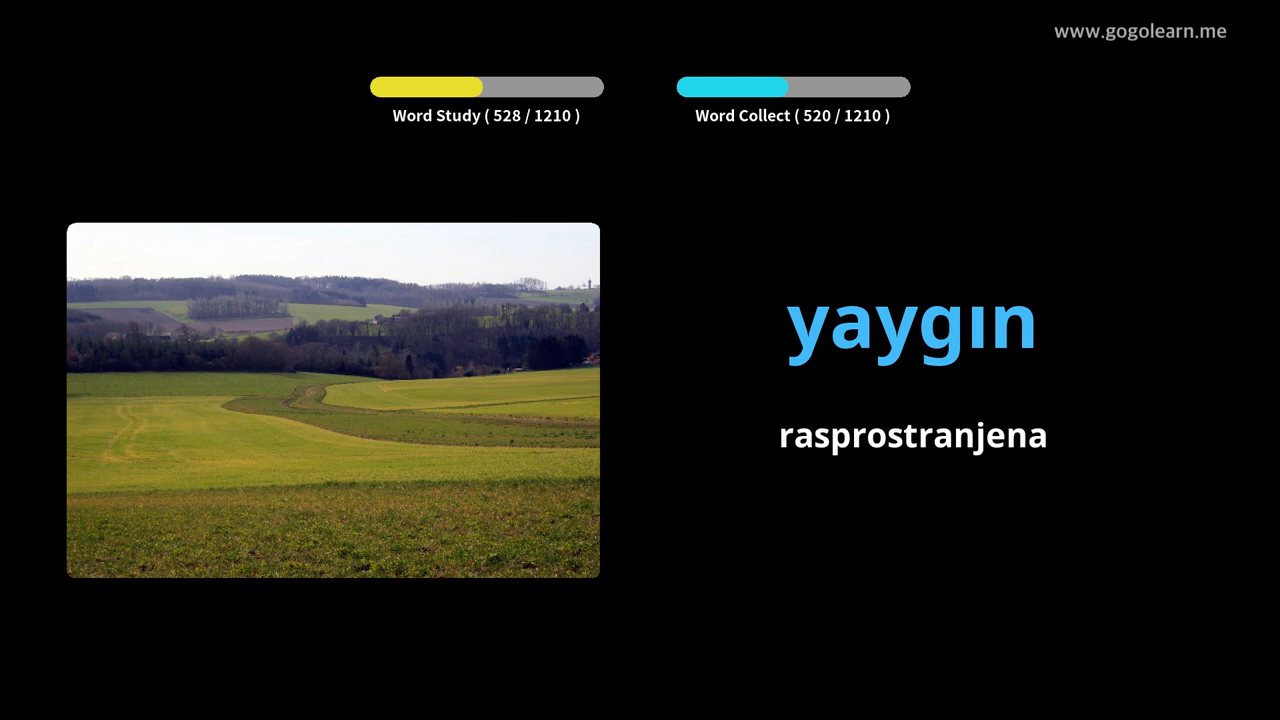 www.gogolearn.me
Word Study ( 528 / 1210 )
Word Collect ( 520 / 1210 )
yaygın
rasprostranjena